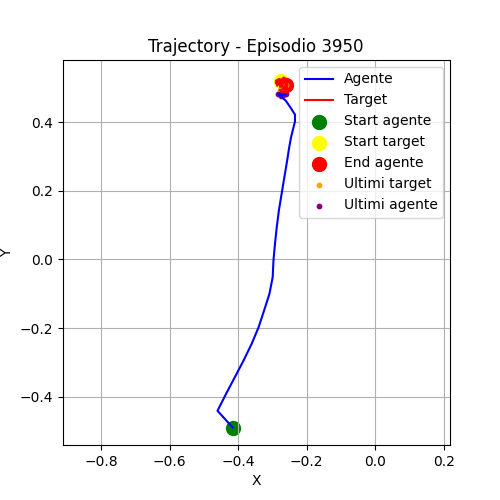 Trajectory - Episodio 3950
Agente
Target
Start agente
Start target
End agente
Ultimi target
Ultimi agente
0.4
0.2
0.0
−0.2
−0.4
Y
−0.8
−0.6
−0.4
−0.2
0.0
0.2
X